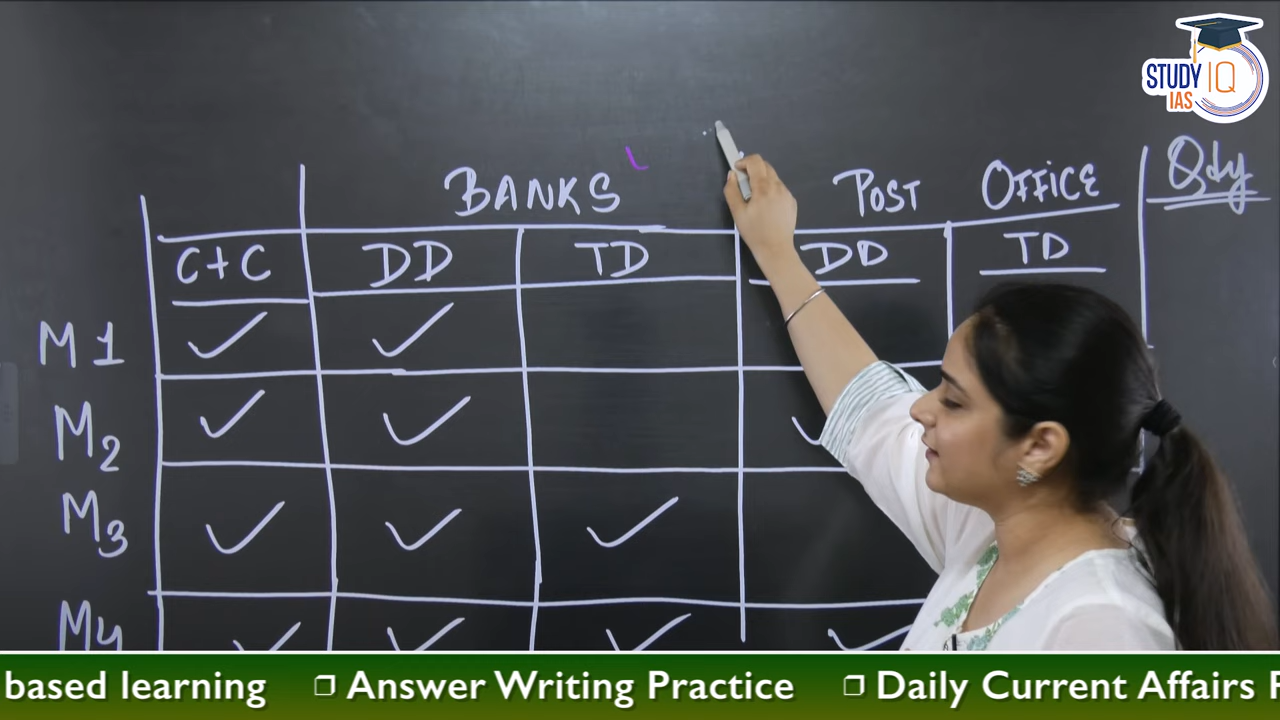 STUDY IQ
IAS
BANKS POST OFFICE Qdy
C+C DD TD DD TD
M1 ✓ ✓
M2 ✓ ✓ ✓
M3 ✓ ✓ ✓
M4 ✓ ✓ ✓ ✓
based learning ❐ Answer Writing Practice ❐ Daily Current Affairs